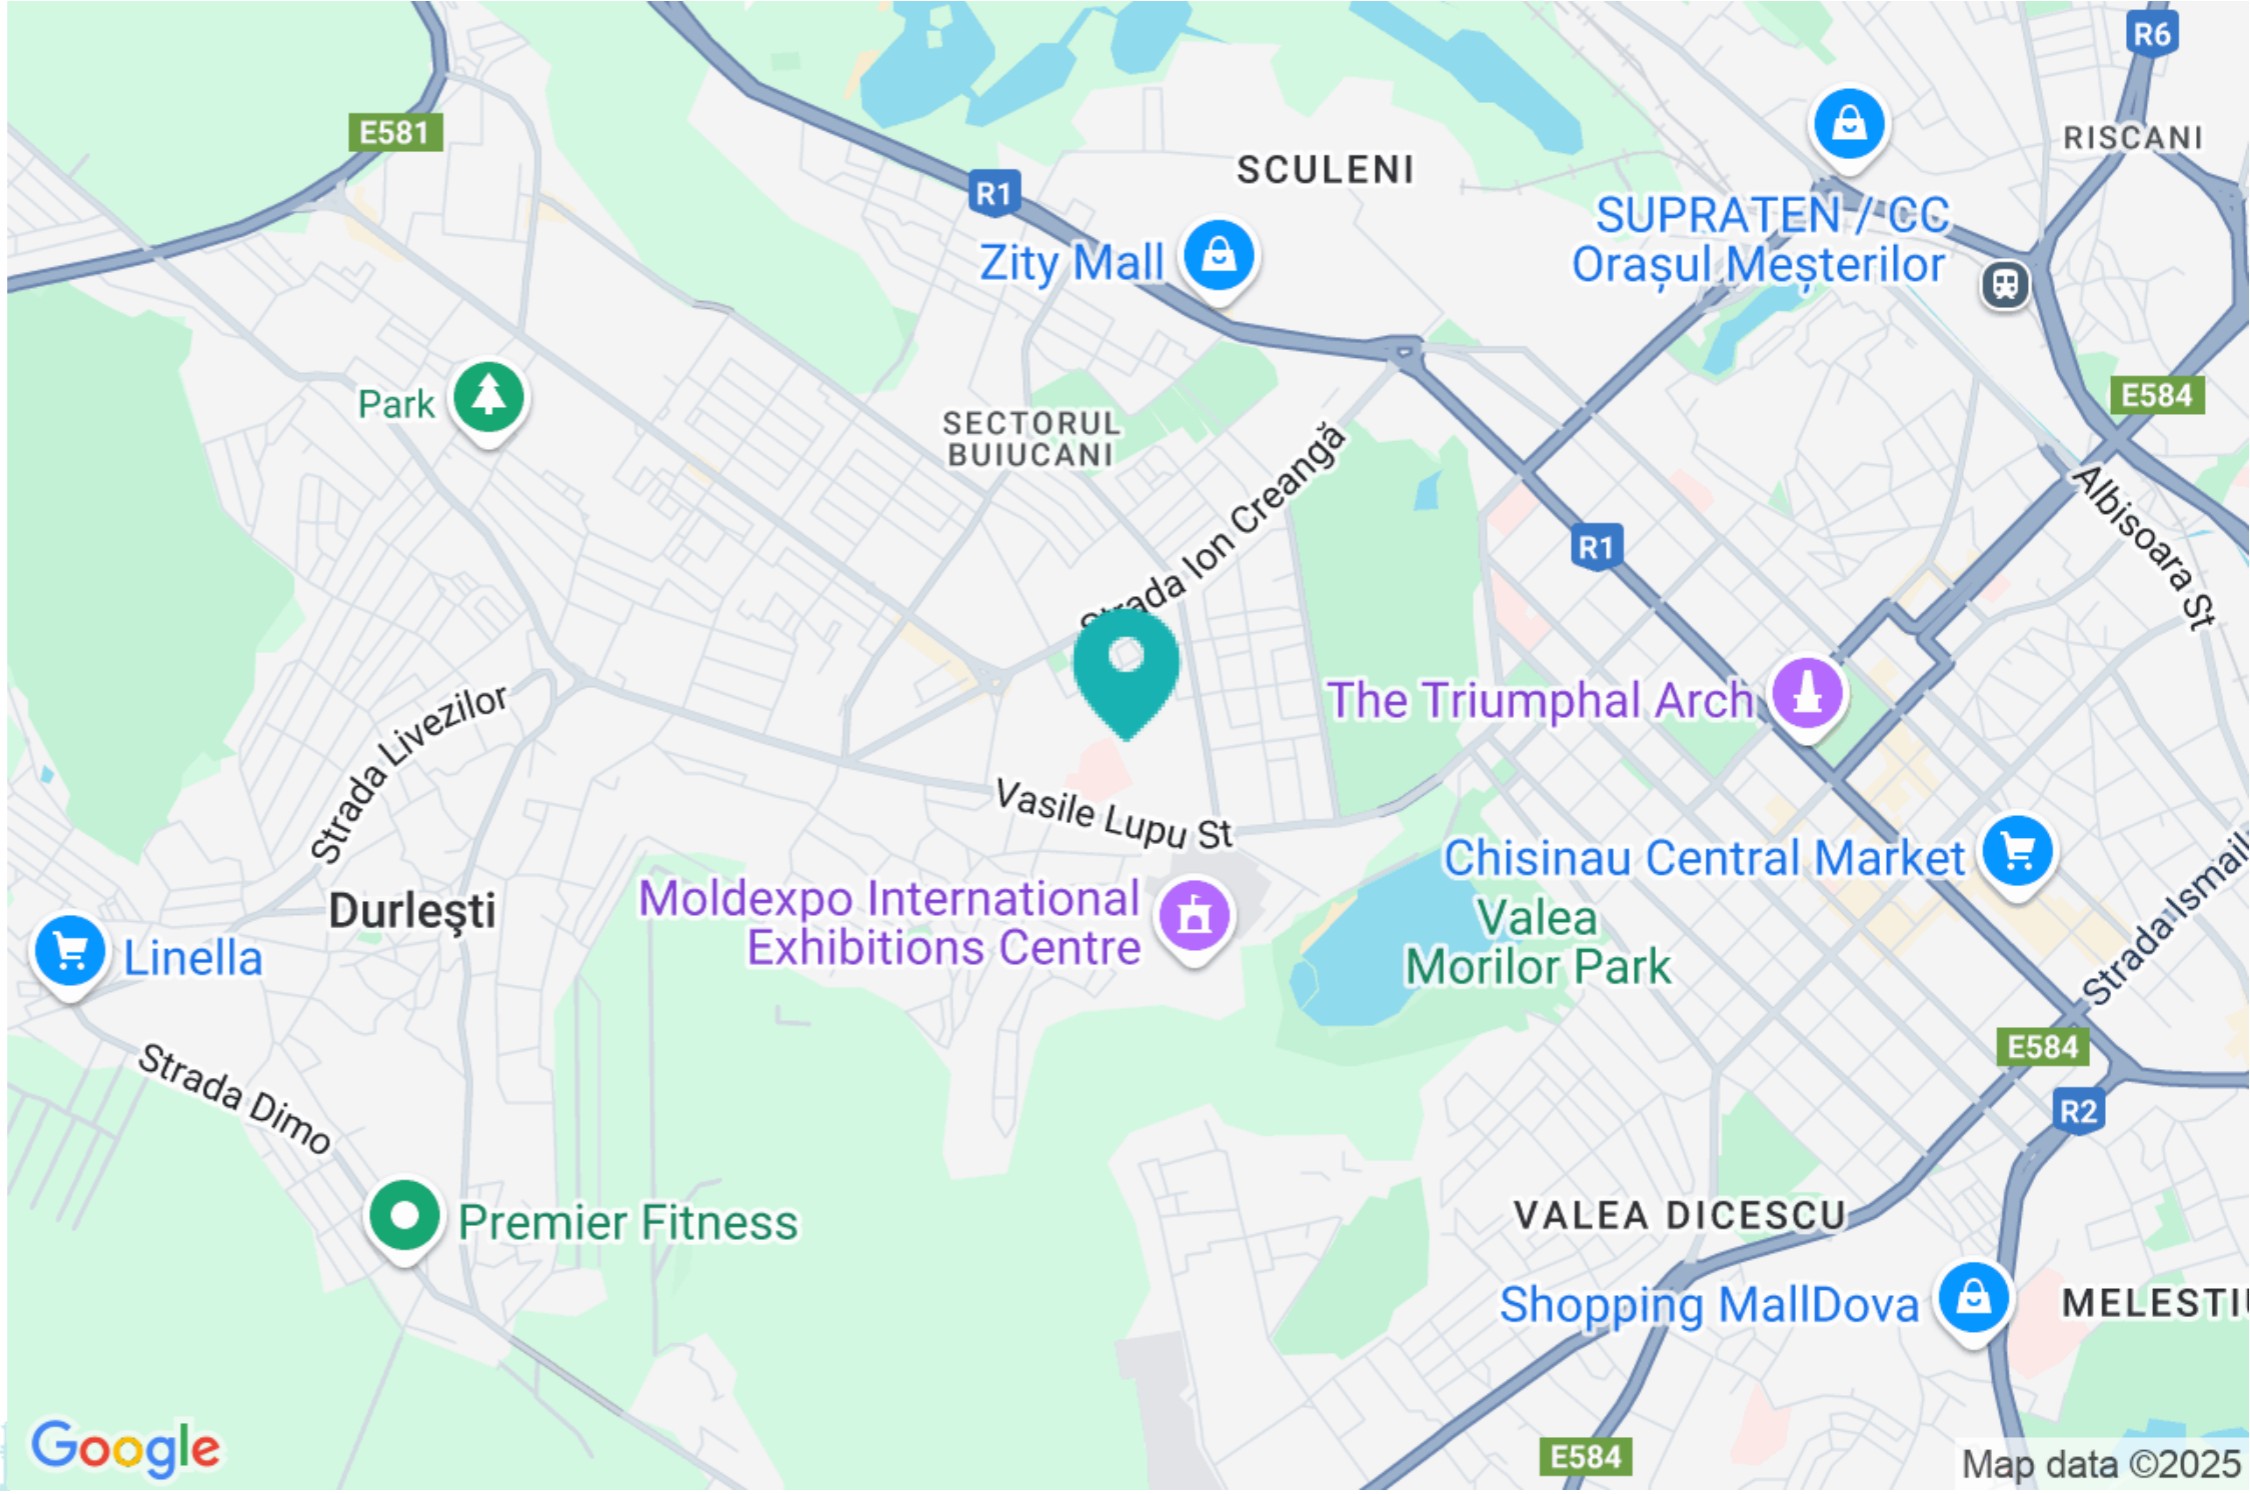 R6
E581
RISCANI
SCULENI
R1
SUPRATEN / CC
Orașul Meșterilor
Zity Mall
E584
Park
SECTORUL
BUIUCANI
Strada Ion Creangă
Albisoara St
R1
The Triumphal Arch
Strada Livezilor
Vasile Lupu St
Chisinau Central Market
Durleşti
Moldexpo International
Exhibitions Centre
Valea
Morilor Park
Strada Ismail
Linella
E584
Strada Dimo
R2
Premier Fitness
VALEA DICESCU
Shopping MallDova
MELESTIU
E584
Google
Map data ©2025